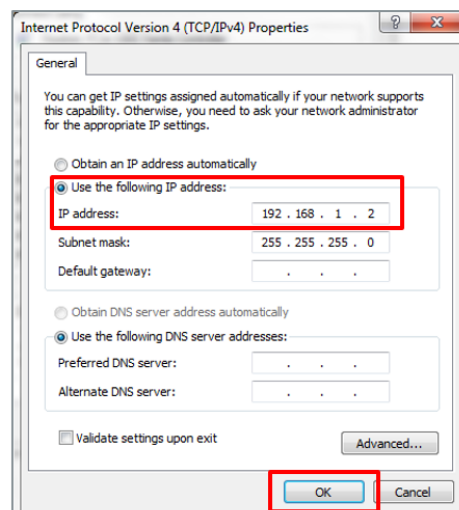 Internet Protocol Version 4 (TCP/IPv4) Properties
General
You can get IP settings assigned automatically if your network supports
this capability. Otherwise, you need to ask your network administrator
for the appropriate IP settings.
Obtain an IP address automatically
Use the following IP address:
IP address: 192 . 168 . 1 . 2
Subnet mask: 255 . 255 . 255 . 0
Default gateway: . . .
Obtain DNS server address automatically
Use the following DNS server addresses:
Preferred DNS server: . . .
Alternate DNS server: . . .
Validate settings upon exit
Advanced...
OK Cancel